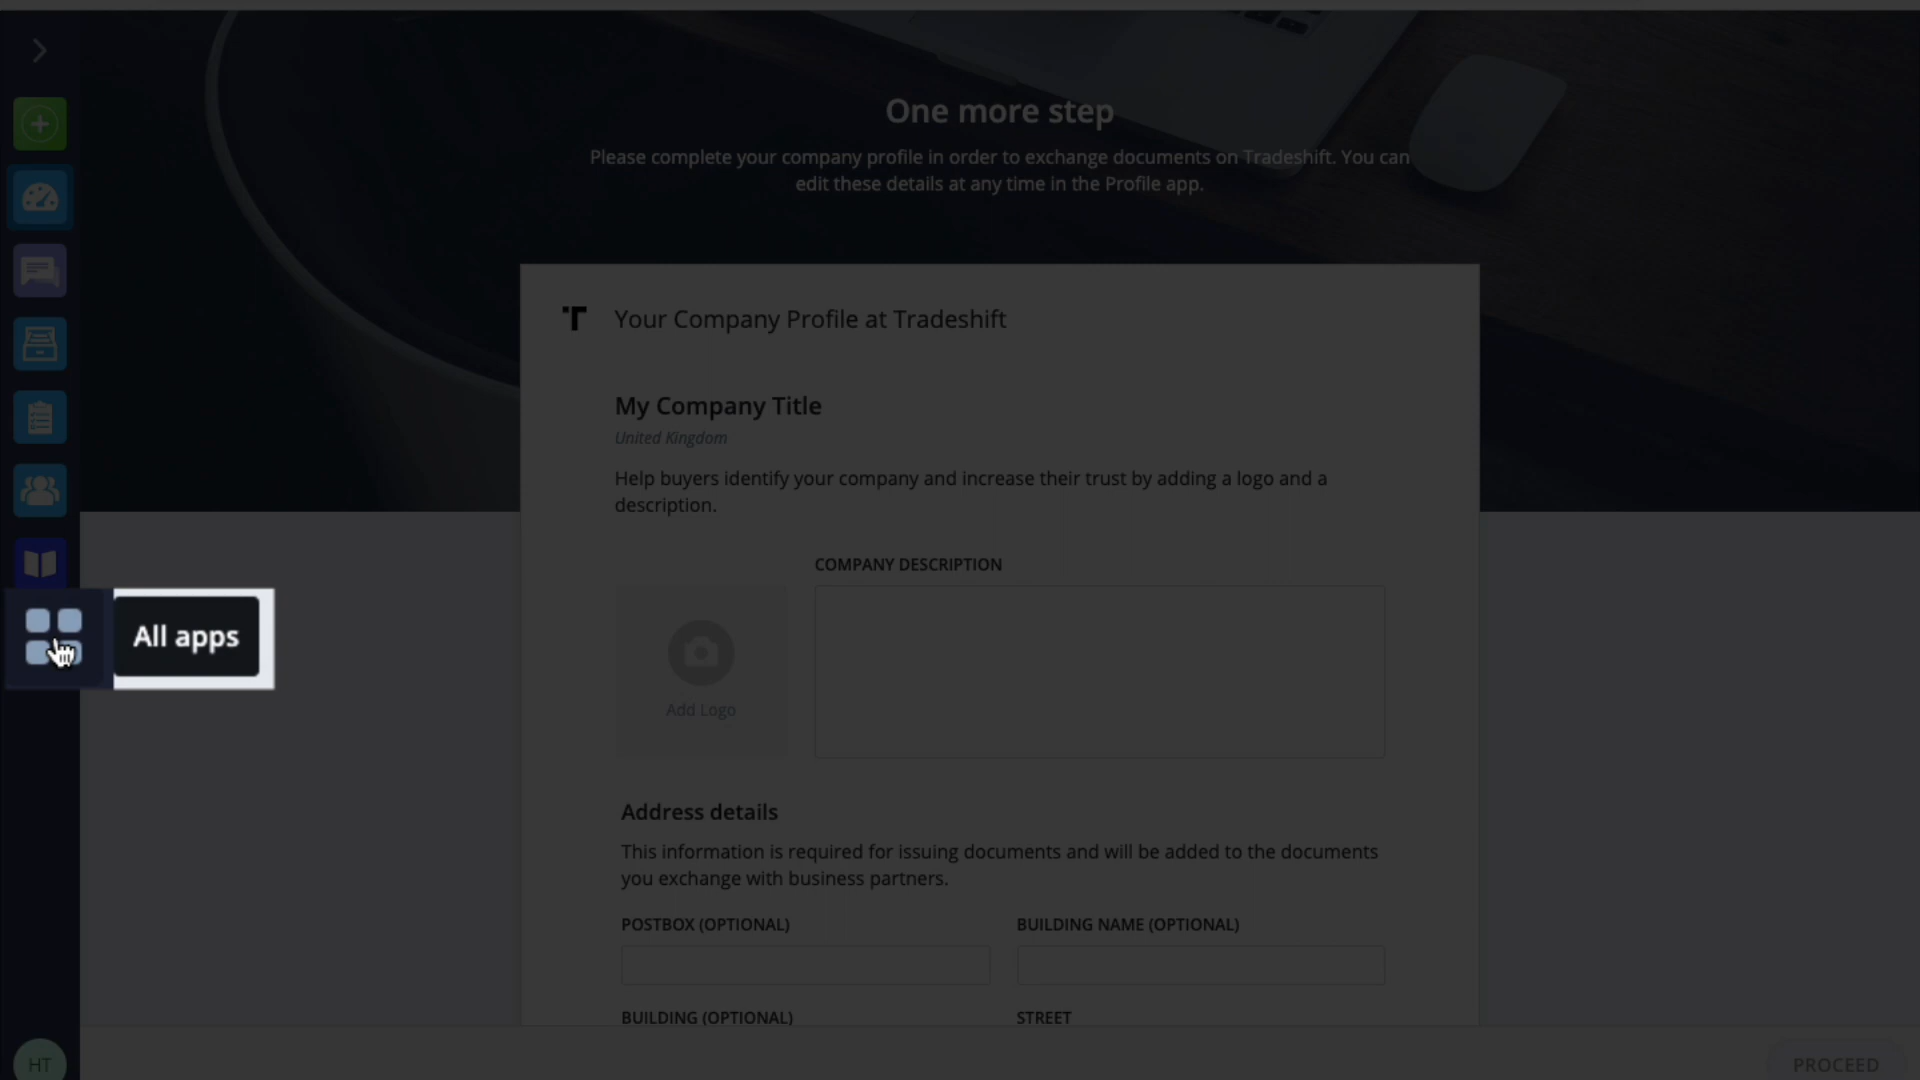 One more step
Please complete your company profile in order to exchange documents on Tradeshift. You can
edit these details at any time in the Profile app.
Your Company Profile at Tradeshift
My Company Title
United Kingdom
Help buyers identify your company and increase their trust by adding a logo and a
description.
COMPANY DESCRIPTION
Add Logo
All apps
Address details
This information is required for issuing documents and will be added to the documents
you exchange with business partners.
POSTBOX (OPTIONAL)
BUILDING NAME (OPTIONAL)
BUILDING (OPTIONAL)
STREET
HT
PROCEED